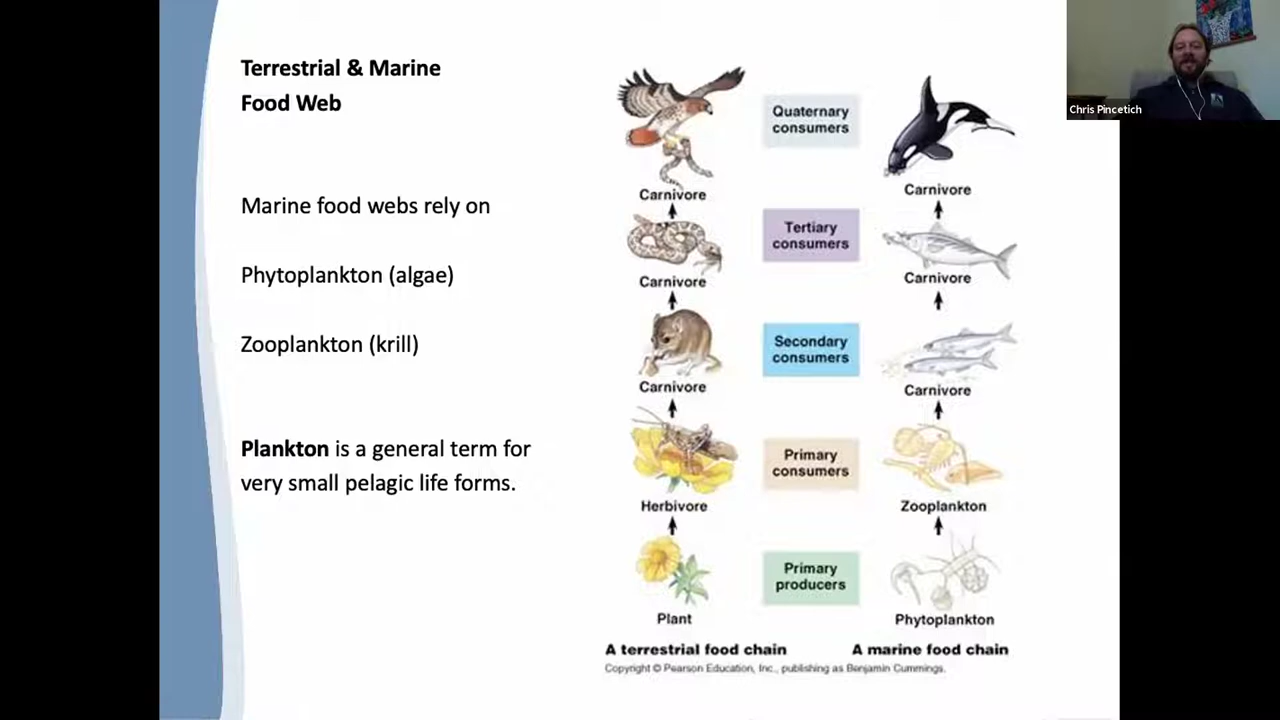 Terrestrial & Marine
Food Web
Marine food webs rely on
Phytoplankton (algae)
Zooplankton (krill)
Plankton is a general term for
very small pelagic life forms.
Quaternary
consumers
Carnivore
Carnivore
Tertiary
consumers
Carnivore
Carnivore
Secondary
consumers
Carnivore
Carnivore
Primary
consumers
Herbivore
Zooplankton
Primary
producers
Plant
Phytoplankton
A terrestrial food chain
A marine food chain
Copyright © Pearson Education, Inc., publishing as Benjamin Cummings.
Chris Pincetich